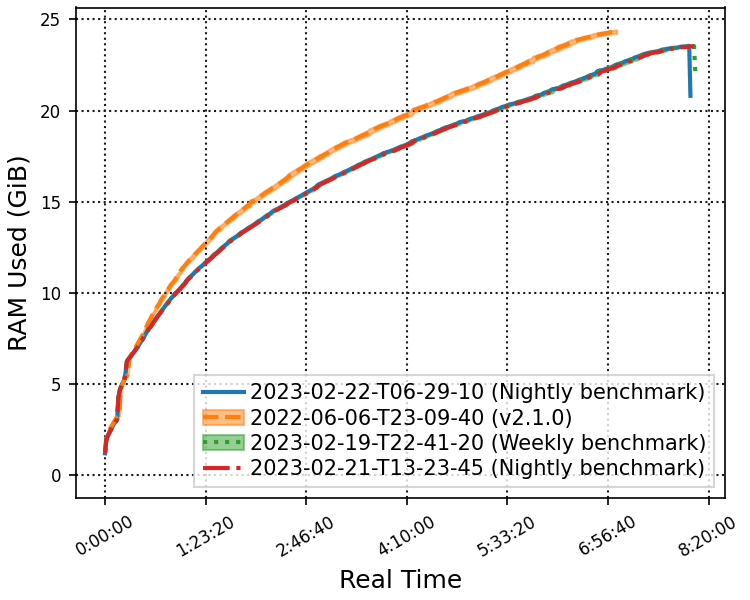 25
20
15
10
5
0
RAM Used (GiB)
2023-02-22-T06-29-10 (Nightly benchmark)
2022-06-06-T23-09-40 (v2.1.0)
2023-02-19-T22-41-20 (Weekly benchmark)
2023-02-21-T13-23-45 (Nightly benchmark)
0:00:00
1:23:20
2:46:40
4:10:00
5:33:20
6:56:40
8:20:00
Real Time